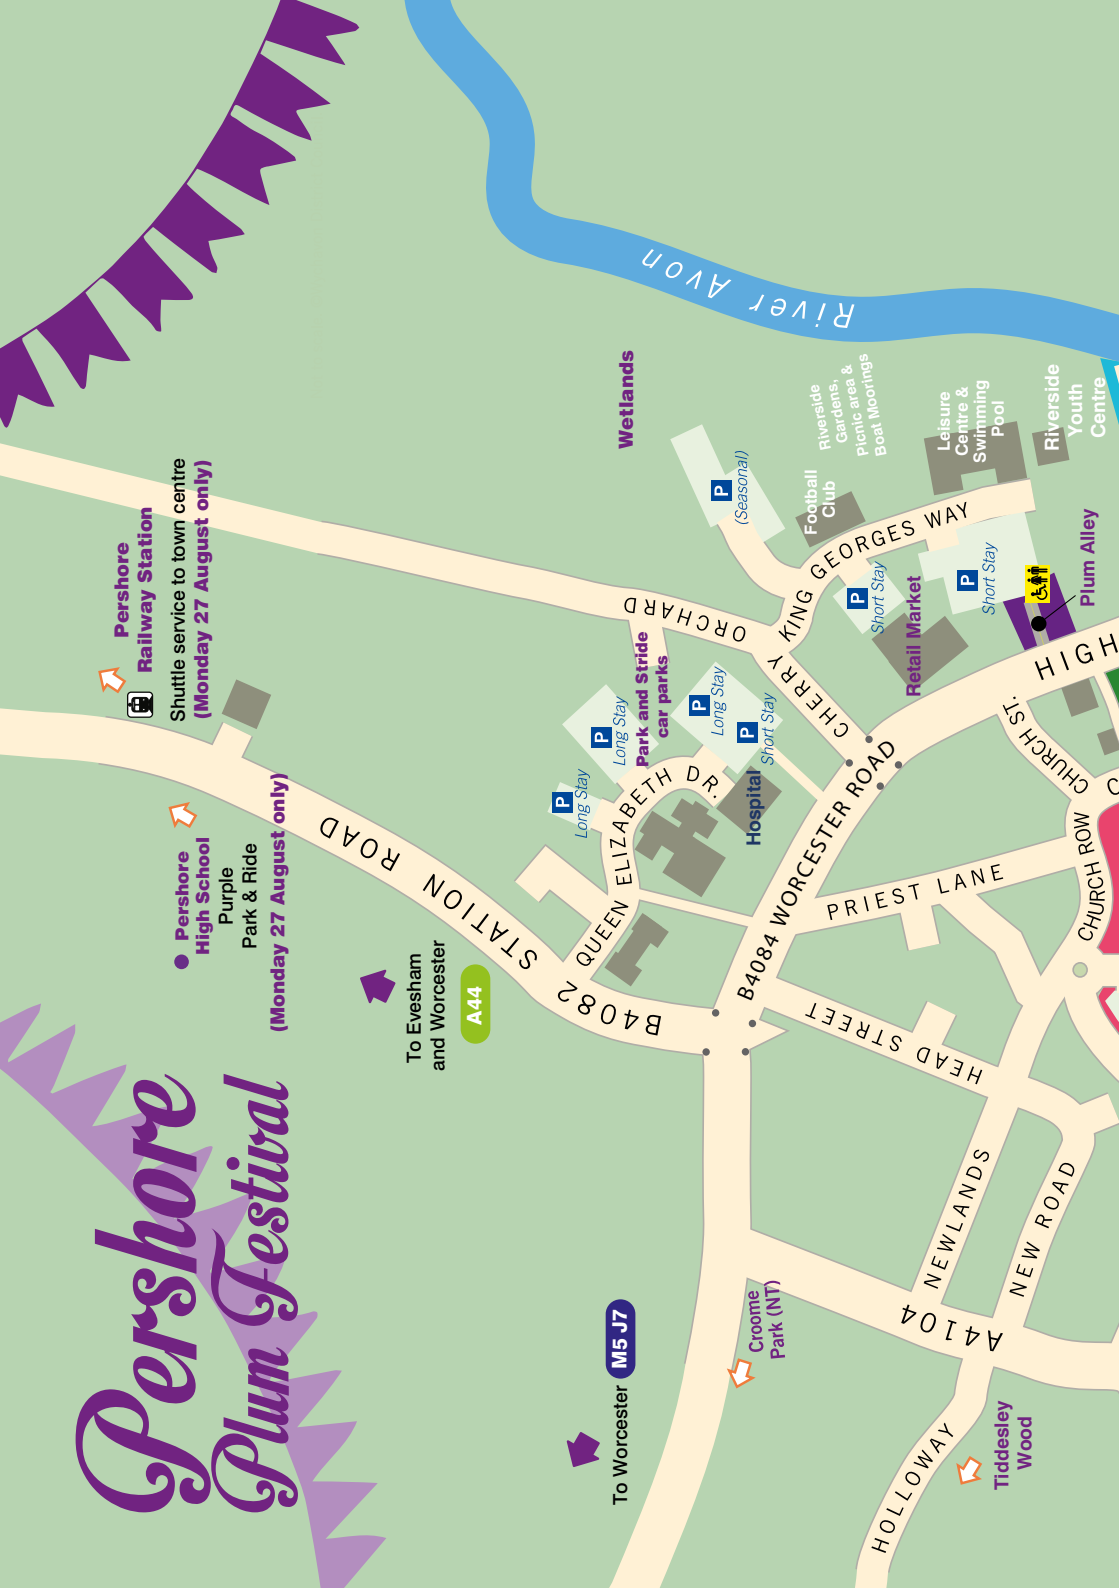 Pershore
Plum Festival
Pershore
Railway Station
Shuttle service to town centre
(Monday 27 August only)
Pershore
High School
Purple
Park & Ride
(Monday 27 August only)
To Evesham
and Worcester
A44
To Worcester M5 J7
Croome
Park (NT)
Tiddesley
Wood
HOLLOWAY
A4104
NEWLANDS
NEW ROAD
HEAD STREET
B4082
STATION ROAD
QUEEN ELIZABETH DR.
B4084 WORCESTER ROAD
PRIEST LANE
CHURCH ROW
CHURCH ST.
C
HIGH
CHERRY
ORCHARD
KING GEORGES WAY
P
Long Stay
P
Long Stay
Park and Stride
car parks
P
Long Stay
P
Short Stay
Hospital
P
Short Stay
P
Short Stay
P
(Seasonal)
Retail Market
Plum Alley
Wetlands
Football
Club
Riverside
Gardens,
Picnic area &
Boat Moorings
Leisure
Centre &
Swimming
Pool
Riverside
Youth
Centre
River Avon